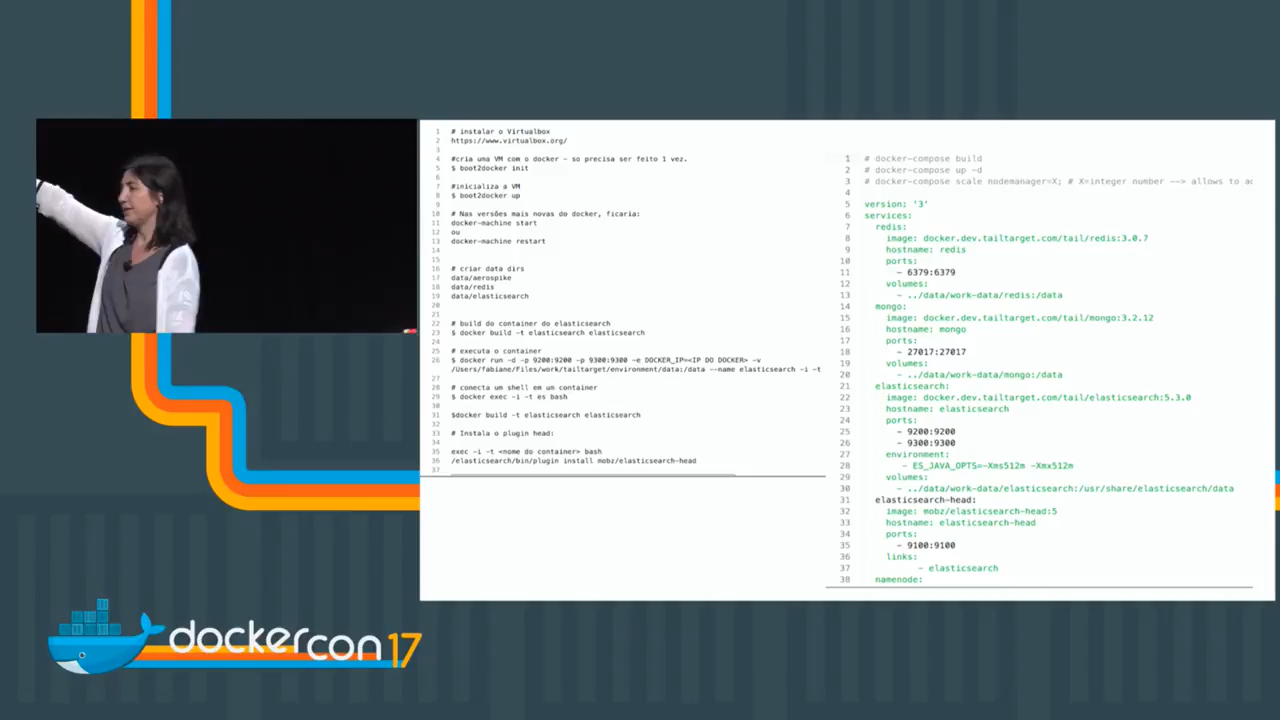 1 # instalar o Virtualbox
2 https://www.virtualbox.org/
3
4 #cria uma VM com o docker - so precisa ser feito 1 vez.
5 $ boot2docker init
6
7 #inicializa a VM
8 $ boot2docker up
9
10 # Nas versões mais novas do docker, ficaria:
11 docker-machine start
12 ou
13 docker-machine restart
14
15
16 # criar data dirs
17 data/aerospike
18 data/redis
19 data/elasticsearch
20
21
22 # build do container do elasticsearch
23 $ docker build -t elasticsearch elasticsearch
24
25 # executa o container
26 $ docker run -d -p 9200:9200 -p 9300:9300 -e DOCKER_IP=<IP DO DOCKER> -v
/Users/fabiane/Files/work/tailtarget/environment/data:/data --name elasticsearch -i -t
27
28 # conecta um shell em un container
29 $ docker exec -i -t es bash
30
31 $docker build -t elasticsearch elasticsearch
32
33 # Instala o plugin head:
34
35 exec -i -t <nome do container> bash
36 /elasticsearch/bin/plugin install mobz/elasticsearch-head
37
1 # docker-compose build
2 # docker-compose up -d
3 # docker-compose scale nodemanager=X; # X=integer number --> allows to ad
4
5 version: '3'
6 services:
7 redis:
8 image: docker.dev.tailtarget.com/tail/redis:3.0.7
9 hostname: redis
10 ports:
11 - 6379:6379
12 volumes:
13 - ../data/work-data/redis:/data
14 mongo:
15 image: docker.dev.tailtarget.com/tail/mongo:3.2.12
16 hostname: mongo
17 ports:
18 - 27017:27017
19 volumes:
20 - ../data/work-data/mongo:/data
21 elasticsearch:
22 image: docker.dev.tailtarget.com/tail/elasticsearch:5.3.0
23 hostname: elasticsearch
24 ports:
25 - 9200:9200
26 - 9300:9300
27 environment:
28 - ES_JAVA_OPTS=-Xms512m -Xmx512m
29 volumes:
30 - ../data/work-data/elasticsearch:/usr/share/elasticsearch/data
31 elasticsearch-head:
32 image: mobz/elasticsearch-head:5
33 hostname: elasticsearch-head
34 ports:
35 - 9100:9100
36 links:
37 - elasticsearch
38 namenode:
dockercon 17